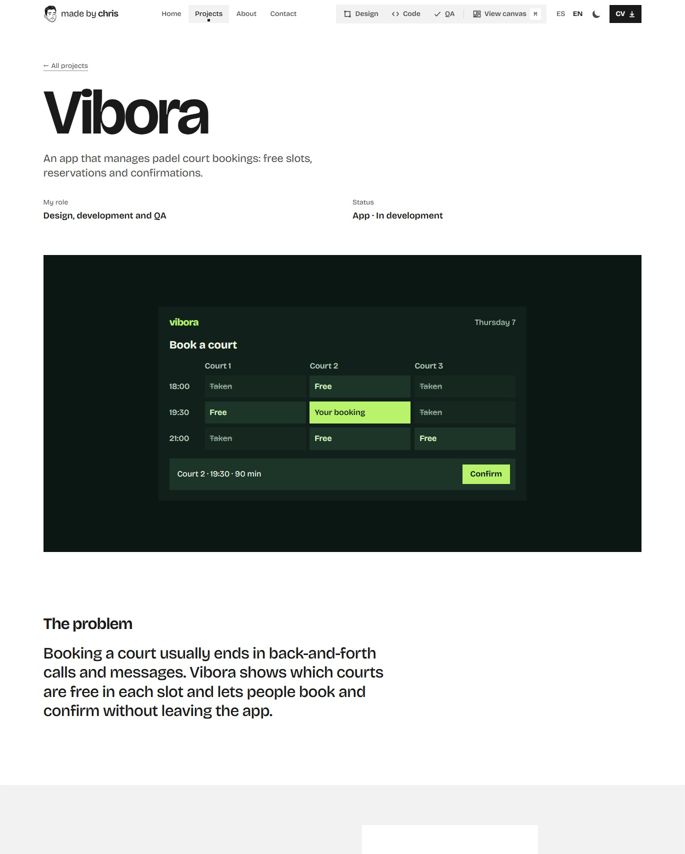 made by chris
Home Projects About Contact
Design Code QA View canvas
ES EN CV
← All projects
Vibora
An app that manages padel court bookings: free slots,
reservations and confirmations.
My role
Design, development and QA
Status
App · In development
vibora
Thursday 7
Book a court
Court 1 Court 2 Court 3
18:00 Taken Free Taken
19:30 Free Your booking Taken
21:00 Taken Free Free
Court 2 · 19:30 · 90 min
Confirm
The problem
Booking a court usually ends in back-and-forth
calls and messages. Vibora shows which courts
are free in each slot and lets people book and
confirm without leaving the app.